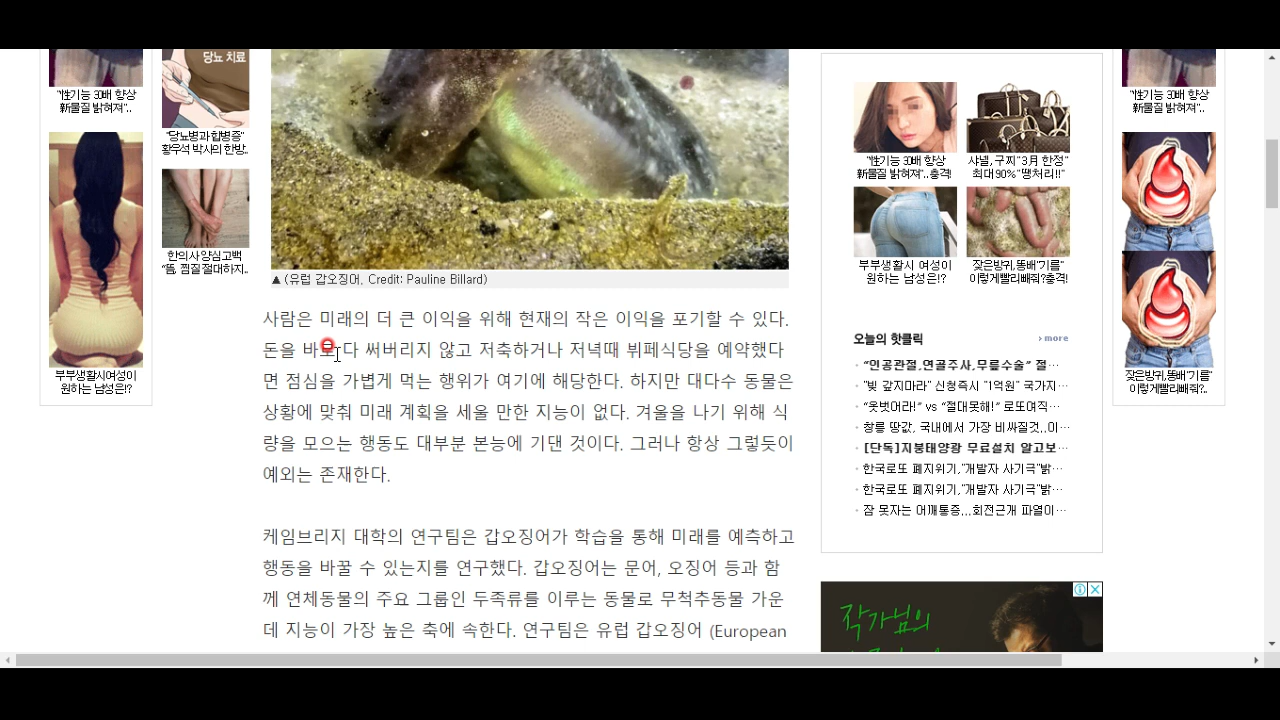 "性기능 30배 향상
新물질 밝혀져"..
부부생활시여성이
원하는 남성은!?
당뇨 치료
"당뇨병과 합병증"
황우석 박사의 한방..
한의사 양심고백
"뜸, 찜질 절대하지..
▲ (유럽 갑오징어, Credit: Pauline Billard)
사람은 미래의 더 큰 이익을 위해 현재의 작은 이익을 포기할 수 있다.
돈을 다 써버리지 않고 저축하거나 저녁때 뷔페식당을 예약했다
면 점심을 가볍게 먹는 행위가 여기에 해당한다. 하지만 대다수 동물은
상황에 맞춰 미래 계획을 세울 만한 지능이 없다. 겨울을 나기 위해 식
량을 모으는 행동도 대부분 본능에 기댄 것이다. 그러나 항상 그렇듯이
예외는 존재한다.
케임브리지 대학의 연구팀은 갑오징어가 학습을 통해 미래를 예측하고
행동을 바꿀 수 있는지를 연구했다. 갑오징어는 문어, 오징어 등과 함
께 연체동물의 주요 그룹인 두족류를 이루는 동물로 무척추동물 가운
데 지능이 가장 높은 축에 속한다. 연구팀은 유럽 갑오징어 (European
"性기능 30배 향상
新물질 밝혀져"..충격!
샤넬, 구찌 "3月 한정"
최대 90% "땡처리!!"
부부생활시 여성이
원하는 남성은!?
잦은방귀,똥배"기름"
이렇게빨리빼줘?충격!
오늘의 핫클릭
› more
"인공관절,연골주사,무릎수술" 절…
"빚 갚지마라" 신청즉시 "1억원" 국가지…
"옷벗어라!" vs "절대못해!" 로또여직…
창릉 땅값, 국내에서 가장 비싸질것..이…
[단독]지붕태양광 무료설치 알고보…
한국로또 폐지위기,"개발자 사기극"밝…
한국로또 폐지위기,"개발자 사기극"밝…
잠 못자는 어깨통증,,,회전근개 파열이…
작가님의
"性기능 30배 향상
新물질 밝혀져"..
잦은방귀,똥배"기름"
이렇게빨리빼줘?..